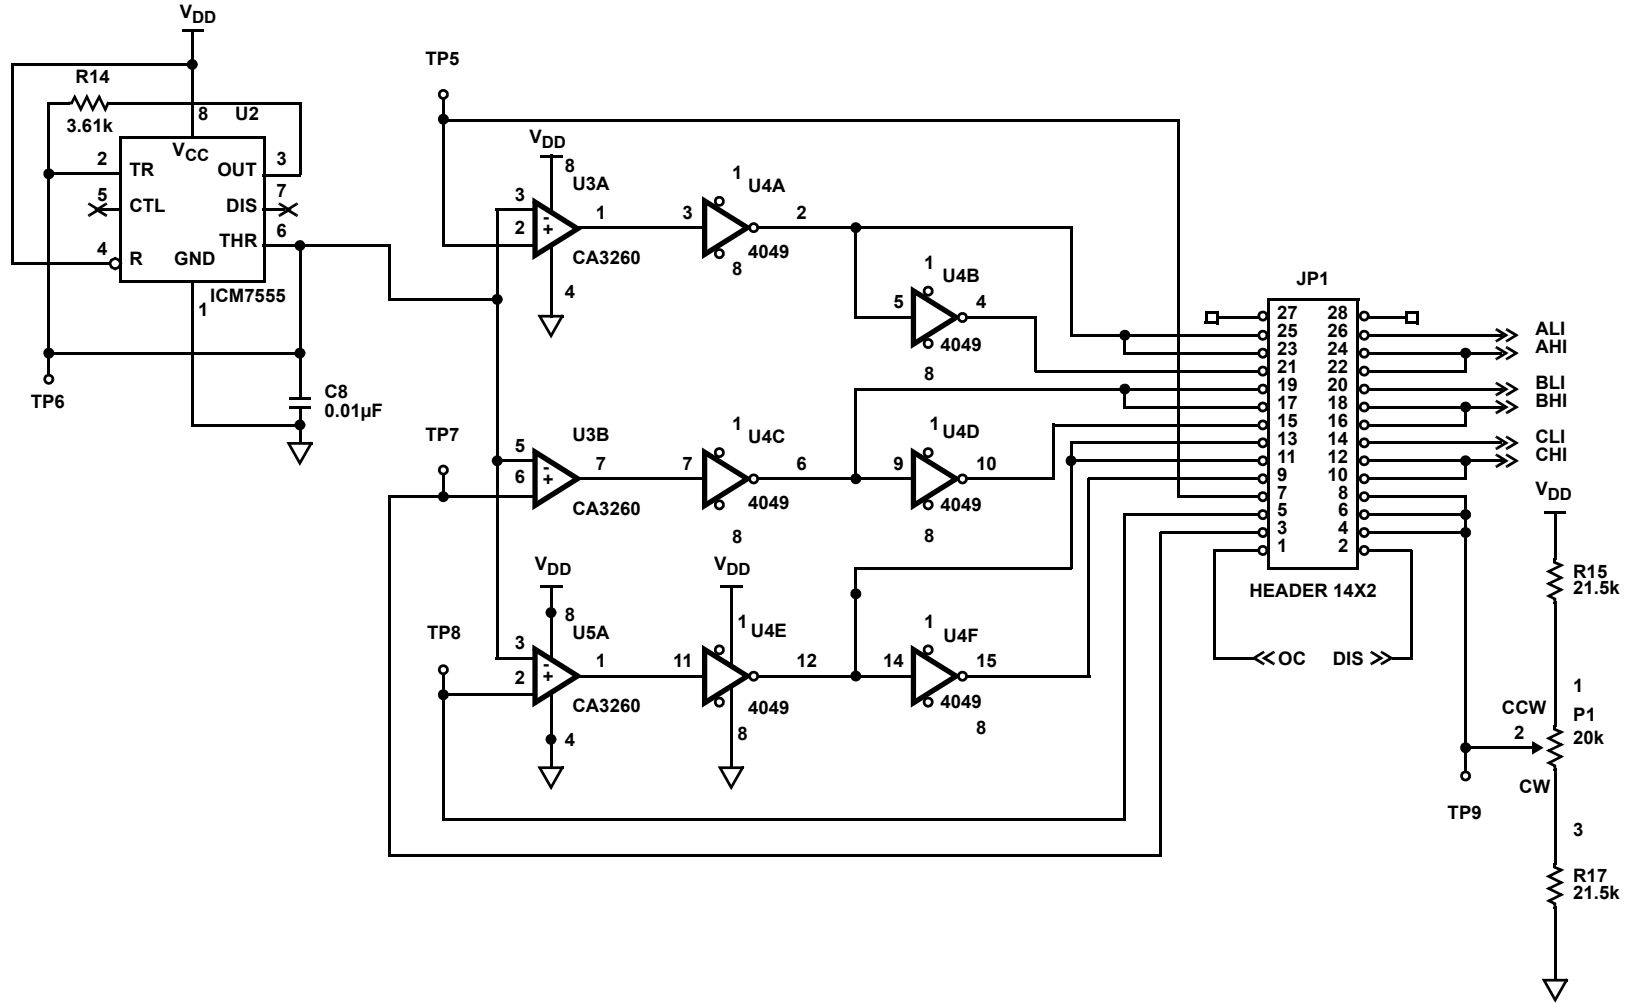 VDD
R14
3.61k
8
U2
VCC
2
TR
OUT
3
5
CTL
DIS
7
THR
6
4
R
GND
1
ICM7555
TP6
C8
0.01µF
TP5
VDD
8
U3A
3
-
2
+
1
CA3260
4
1
U4A
3
2
4049
8
1
U4B
5
4
4049
8
TP7
U3B
5
-
6
+
7
CA3260
1
U4C
7
6
4049
8
1
U4D
9
10
4049
8
VDD
8
TP8
U5A
3
-
2
+
1
CA3260
4
VDD
1
U4E
11
12
4049
8
1
U4F
14
15
4049
8
JP1
27 28
25 26
23 24
21 22
19 20
17 18
15 16
13 14
11 12
9 10
7 8
5 6
3 4
1 2
HEADER 14X2
OC
DIS
ALI
AHI
BLI
BHI
CLI
CHI
VDD
R15
21.5k
1
CCW
P1
2
20k
CW
TP9
3
R17
21.5k